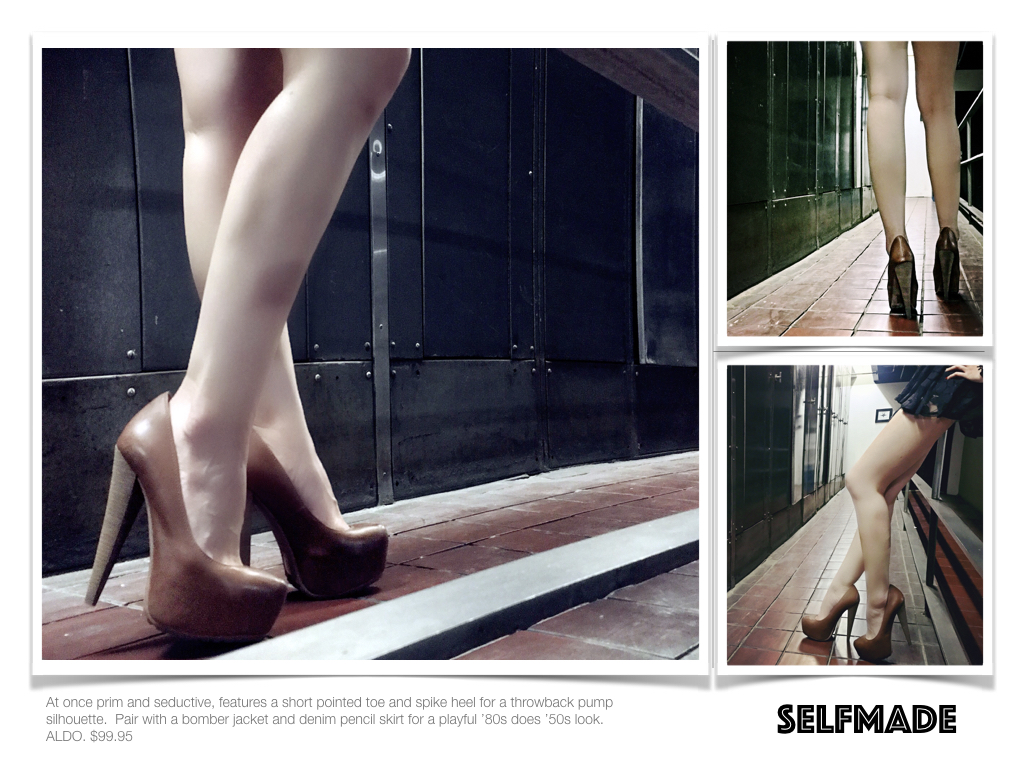 At once prim and seductive, features a short pointed toe and spike heel for a throwback pump
silhouette.  Pair with a bomber jacket and denim pencil skirt for a playful ’80s does ’50s look.
ALDO. $99.95
SELFMADE